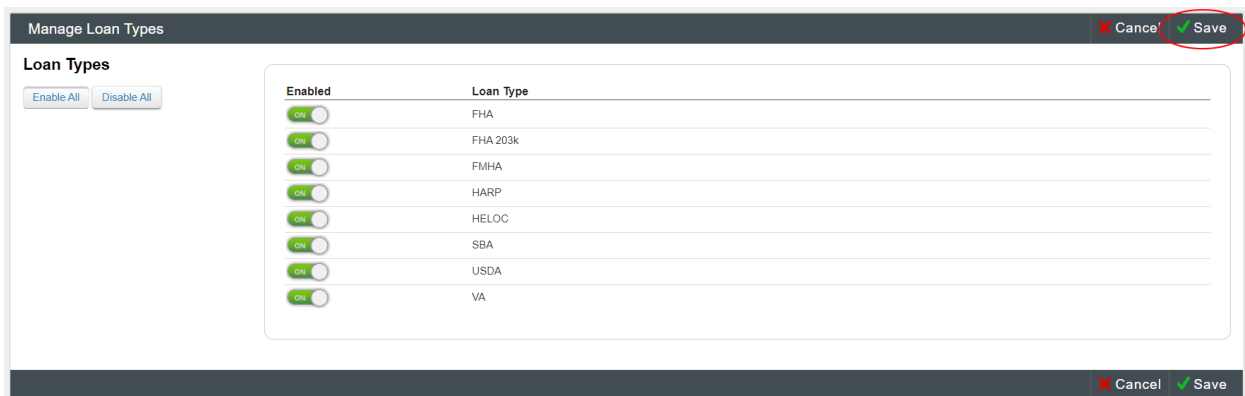 Manage Loan Types Cancel Save
Loan Types
Enable All Disable All
Enabled Loan Type
ON FHA
ON FHA 203k
ON FMHA
ON HARP
ON HELOC
ON SBA
ON USDA
ON VA
Cancel Save